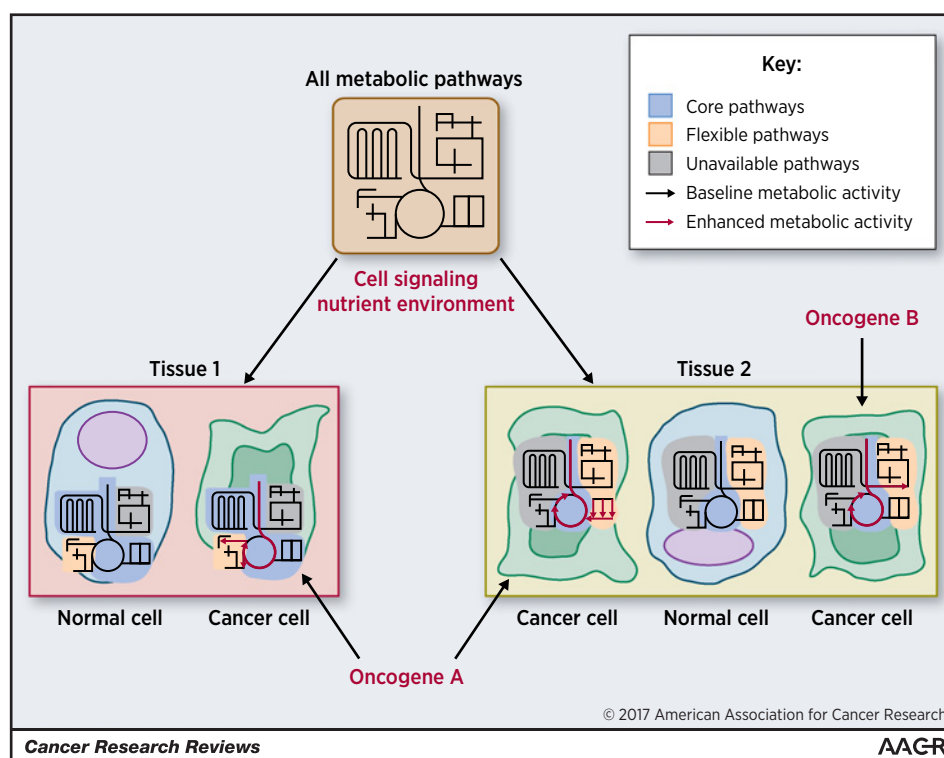 All metabolic pathways
Key:
Core pathways
Flexible pathways
Unavailable pathways
Baseline metabolic activity
Enhanced metabolic activity
Cell signaling
nutrient environment
Oncogene B
Tissue 1
Tissue 2
Normal cell
Cancer cell
Cancer cell
Normal cell
Cancer cell
Oncogene A
© 2017 American Association for Cancer Research
Cancer Research Reviews
AACR